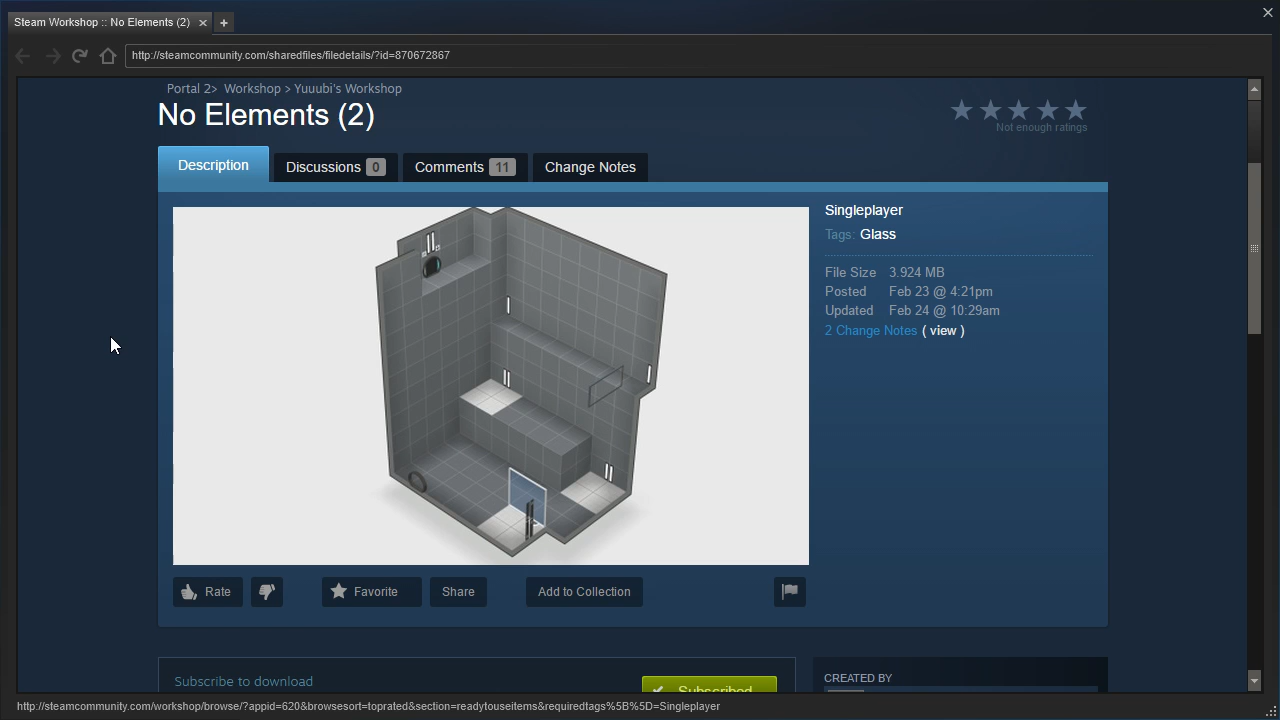 Steam Workshop :: No Elements (2)
http://steamcommunity.com/sharedfiles/filedetails/?id=870672867
Portal 2> Workshop > Yuuubi's Workshop
No Elements (2)
Not enough ratings
Description
Discussions 0
Comments 11
Change Notes
Singleplayer
Tags: Glass
File Size 3.924 MB
Posted Feb 23 @ 4:21pm
Updated Feb 24 @ 10:29am
2 Change Notes ( view )
Rate
Favorite
Share
Add to Collection
Subscribe to download
Subscribed
CREATED BY
http://steamcommunity.com/workshop/browse/?appid=620&browsesort=toprated&section=readytouseitems&requiredtags%5B%5D=Singleplayer